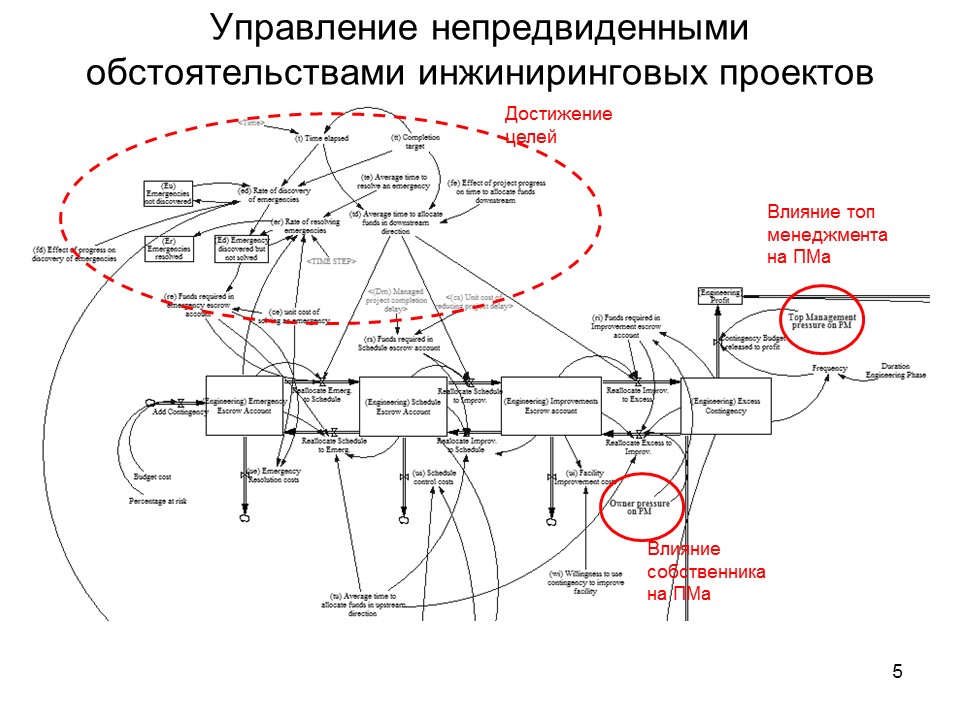 Управление непредвиденными
обстоятельствами инжиниринговых проектов
Достижение
целей
<Time>
(t) Time elapsed
(tt) Completion
target
(te) Average time to
resolve an emergency
(fe) Effect of project progress
on time to allocate funds
downstream
(Eu)
Emergencies
not discovered
(ed) Rate of discovery
of emergencies
(er) Rate of resolving
emergencies
(td) Average time to allocate
funds in downstream
direction
(fd) Effect of progress on
discovery of emergencies
(Er)
Emergencies
resolved
(Ed) Emergency
discovered but
not solved
<TIME STEP>
Влияние топ
менеджмента
на ПМа
(re) Funds required in
emergency escrow
account
(ce) unit cost of
solving an emergency
<(Dm) Managed
project completion
delay>
<(cs) Unit cost of
reducing project delay>
(rs) Funds required in
Schedule escrow account
(ri) Funds required in
Improvement escrow
account
(Engineering)
Profit
Top Management
pressure on PM
Contingency Budget
released to profit
Frequency
Duration
Engineering Phase
Add Contingency
(Engineering) Emergency
Escrow Account
Reallocate Emerg.
to Schedule
(Engineering) Schedule
Escrow Account
Reallocate Schedule to
Improv.
(Engineering) Improvements
Escrow account
Reallocate Improv.
to Excess
(Engineering) Excess
Contingency
Reallocate Schedule
to Emerg.
Reallocate Improv.
to Schedule
Reallocate Excess to
Improv.
Budget cost
Percentage at risk
(ue) Emergency
Resolution costs
(us) Schedule
control costs
(ui) Facility
Improvement costs
Owner pressure
on PM
Влияние
собственника
на ПМа
(tu) Average time to
allocate funds in upstream
direction
(wi) Willingness to use
contingency to improve
facility
5